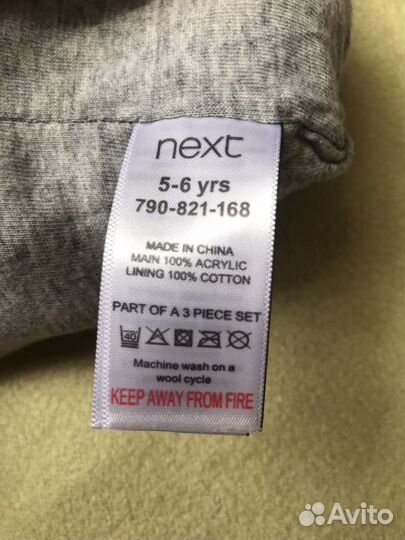 next
5-6 yrs
790-821-168
MADE IN CHINA
MAIN 100% ACRYLIC
LINING 100% COTTON
PART OF A 3 PIECE SET
40
Machine wash on a
wool cycle
KEEP AWAY FROM FIRE
Avito